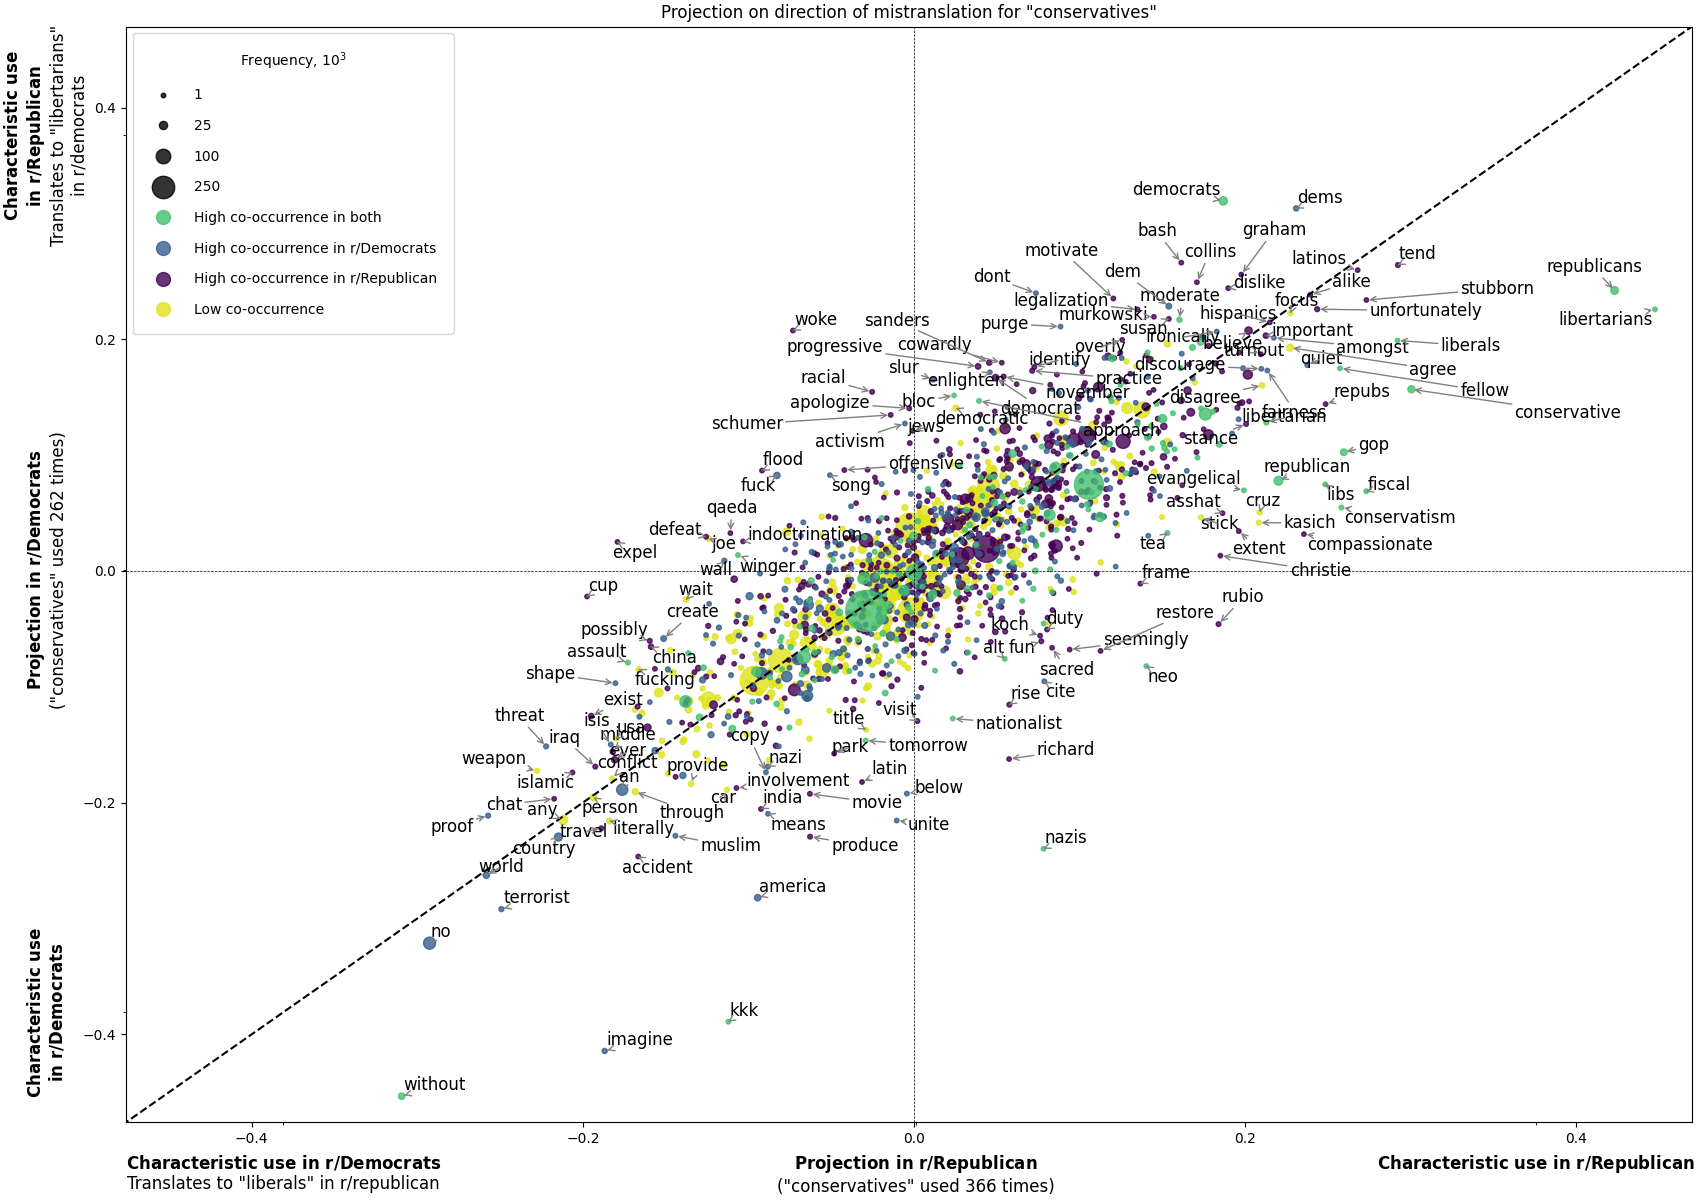 Projection on direction of mistranslation for "conservatives"
Characteristic use
in r/Republican
Translates to "libertarians"
in r/democrats
Projection in r/Democrats
("conservatives" used 262 times)
Characteristic use
in r/Democrats
Frequency, 10³
1
25
100
250
High co-occurrence in both
High co-occurrence in r/Democrats
High co-occurrence in r/Republican
Low co-occurrence
0.4
0.2
0.0
−0.2
−0.4
democrats
dems
bash
graham
motivate
collins
latinos
tend
republicans
dont
dem
dislike
alike
stubborn
legalization
moderate
focus
unfortunately
libertarians
woke
sanders
purge
murkowski
hispanics
susan
ironically
important
progressive
cowardly
overly
believe
turnout
amongst
liberals
identify
discourage
quiet
agree
slur
enlighten
practice
racial
november
disagree
repubs
fellow
apologize
bloc
democrat
fairness
conservative
schumer
democratic
libertarian
activism
jews
approach
stance
gop
flood
offensive
republican
fuck
song
evangelical
libs
fiscal
qaeda
asshat
cruz
conservatism
defeat
joe
indoctrination
stick
kasich
expel
tea
extent
compassionate
wall
winger
frame
christie
cup
wait
create
rubio
possibly
koch
duty
restore
assault
china
alt
fun
seemingly
shape
fucking
sacred
neo
exist
cite
rise
threat
isis
usa
title
visit
nationalist
iraq
middle
copy
park
tomorrow
richard
weapon
ever
conflict
nazi
islamic
an
provide
involvement
latin
chat
any
person
car
india
movie
below
proof
travel
literally
through
means
unite
country
muslim
produce
nazis
world
accident
terrorist
america
no
kkk
imagine
without
−0.4
−0.2
0.0
0.2
0.4
Characteristic use in r/Democrats
Translates to "liberals" in r/republican
Projection in r/Republican
("conservatives" used 366 times)
Characteristic use in r/Republican